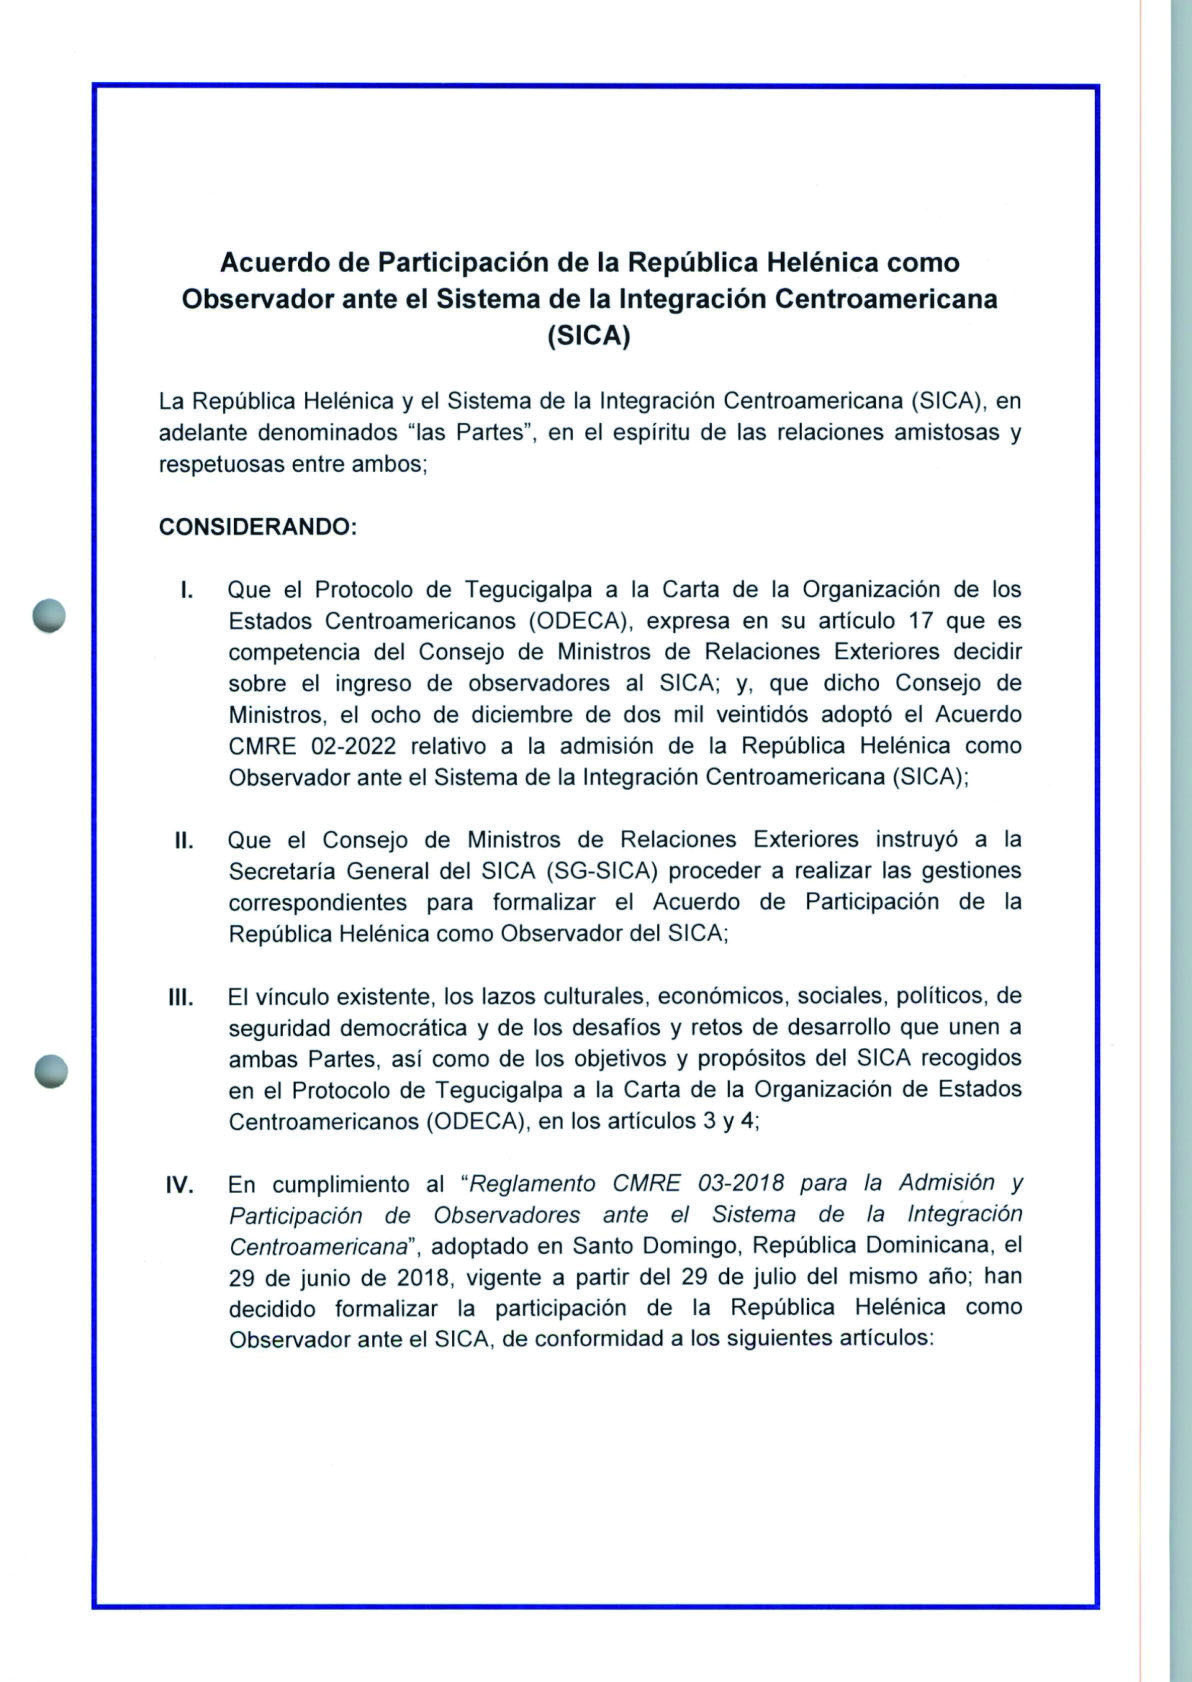 Acuerdo de Participación de la República Helénica como
Observador ante el Sistema de la Integración Centroamericana
(SICA)
La República Helénica y el Sistema de la Integración Centroamericana (SICA), en
adelante denominados “las Partes”, en el espíritu de las relaciones amistosas y
respetuosas entre ambos;
CONSIDERANDO:
I. Que el Protocolo de Tegucigalpa a la Carta de la Organización de los
Estados Centroamericanos (ODECA), expresa en su artículo 17 que es
competencia del Consejo de Ministros de Relaciones Exteriores decidir
sobre el ingreso de observadores al SICA; y, que dicho Consejo de
Ministros, el ocho de diciembre de dos mil veintidós adoptó el Acuerdo
CMRE 02-2022 relativo a la admisión de la República Helénica como
Observador ante el Sistema de la Integración Centroamericana (SICA);
II. Que el Consejo de Ministros de Relaciones Exteriores instruyó a la
Secretaría General del SICA (SG-SICA) proceder a realizar las gestiones
correspondientes para formalizar el Acuerdo de Participación de la
República Helénica como Observador del SICA;
III. El vínculo existente, los lazos culturales, económicos, sociales, políticos, de
seguridad democrática y de los desafíos y retos de desarrollo que unen a
ambas Partes, así como de los objetivos y propósitos del SICA recogidos
en el Protocolo de Tegucigalpa a la Carta de la Organización de Estados
Centroamericanos (ODECA), en los artículos 3 y 4;
IV. En cumplimiento al “Reglamento CMRE 03-2018 para la Admisión y
Participación de Observadores ante el Sistema de la Integración
Centroamericana”, adoptado en Santo Domingo, República Dominicana, el
29 de junio de 2018, vigente a partir del 29 de julio del mismo año; han
decidido formalizar la participación de la República Helénica como
Observador ante el SICA, de conformidad a los siguientes artículos: